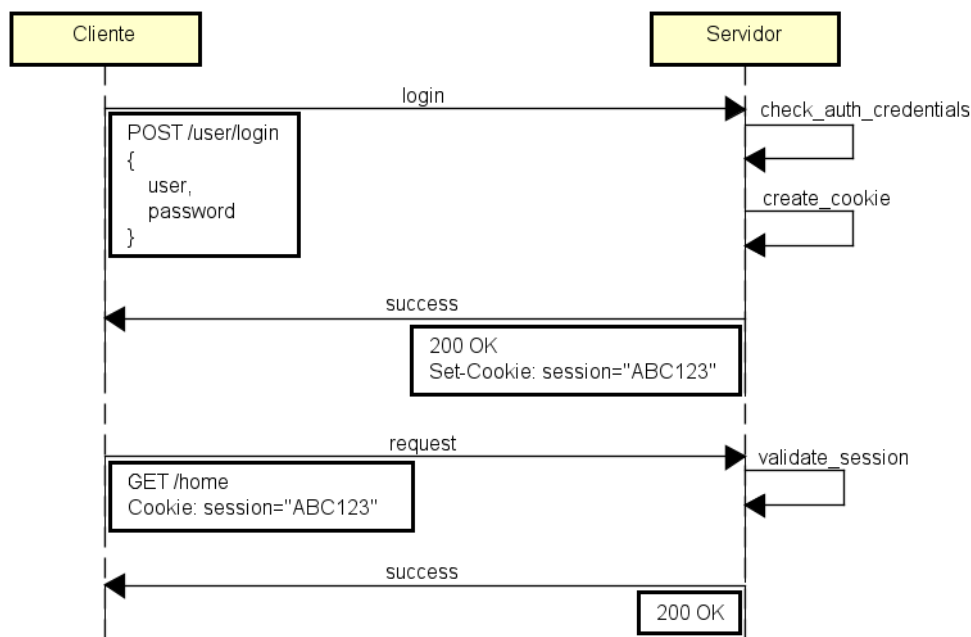 Cliente
Servidor
login
check_auth_credentials
POST /user/login
{
user,
password
}
create_cookie
success
200 OK
Set-Cookie: session="ABC123"
request
validate_session
GET /home
Cookie: session="ABC123"
success
200 OK